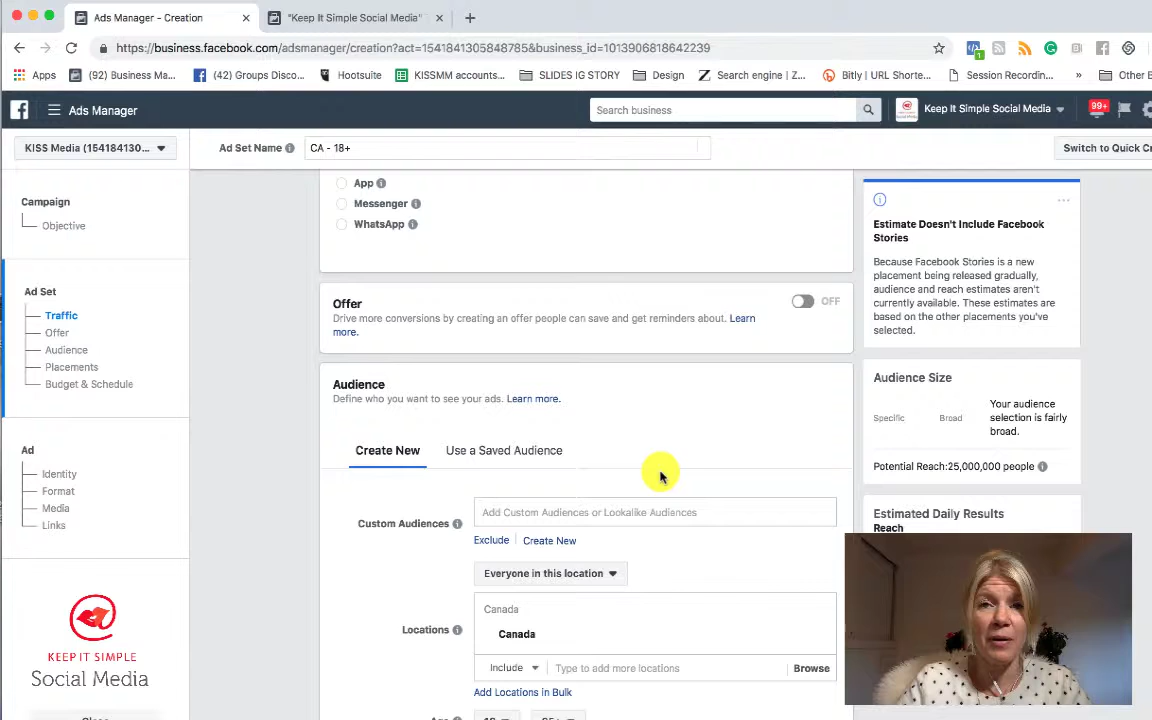 Ads Manager - Creation
"Keep It Simple Social Media"
https://business.facebook.com/adsmanager/creation?act=1541841305848785&business_id=1013906818642239
Apps
(92) Business Ma...
(42) Groups Disco...
Hootsuite
KISSMM accounts...
SLIDES IG STORY
Design
Search engine | Z...
Bitly | URL Shorte...
Session Recordin...
»
Other B
Ads Manager
Search business
Keep It Simple Social Media
99+
KISS Media (154184130...
Ad Set Name
CA - 18+
Switch to Quick Cr
Campaign
Objective
Ad Set
Traffic
Offer
Audience
Placements
Budget & Schedule
Ad
Identity
Format
Media
Links
KEEP IT SIMPLE
Social Media
App
Messenger
WhatsApp
Offer
OFF
Drive more conversions by creating an offer people can save and get reminders about. Learn
more.
Audience
Define who you want to see your ads. Learn more.
Create New
Use a Saved Audience
Custom Audiences
Add Custom Audiences or Lookalike Audiences
Exclude
Create New
Everyone in this location
Locations
Canada
Canada
Include
Type to add more locations
Browse
Add Locations in Bulk
Estimate Doesn't Include Facebook
Stories
Because Facebook Stories is a new
placement being released gradually,
audience and reach estimates aren't
currently available. These estimates are
based on the other placements you've
selected.
Audience Size
Specific
Broad
Your audience
selection is fairly
broad.
Potential Reach:25,000,000 people
Estimated Daily Results
Reach